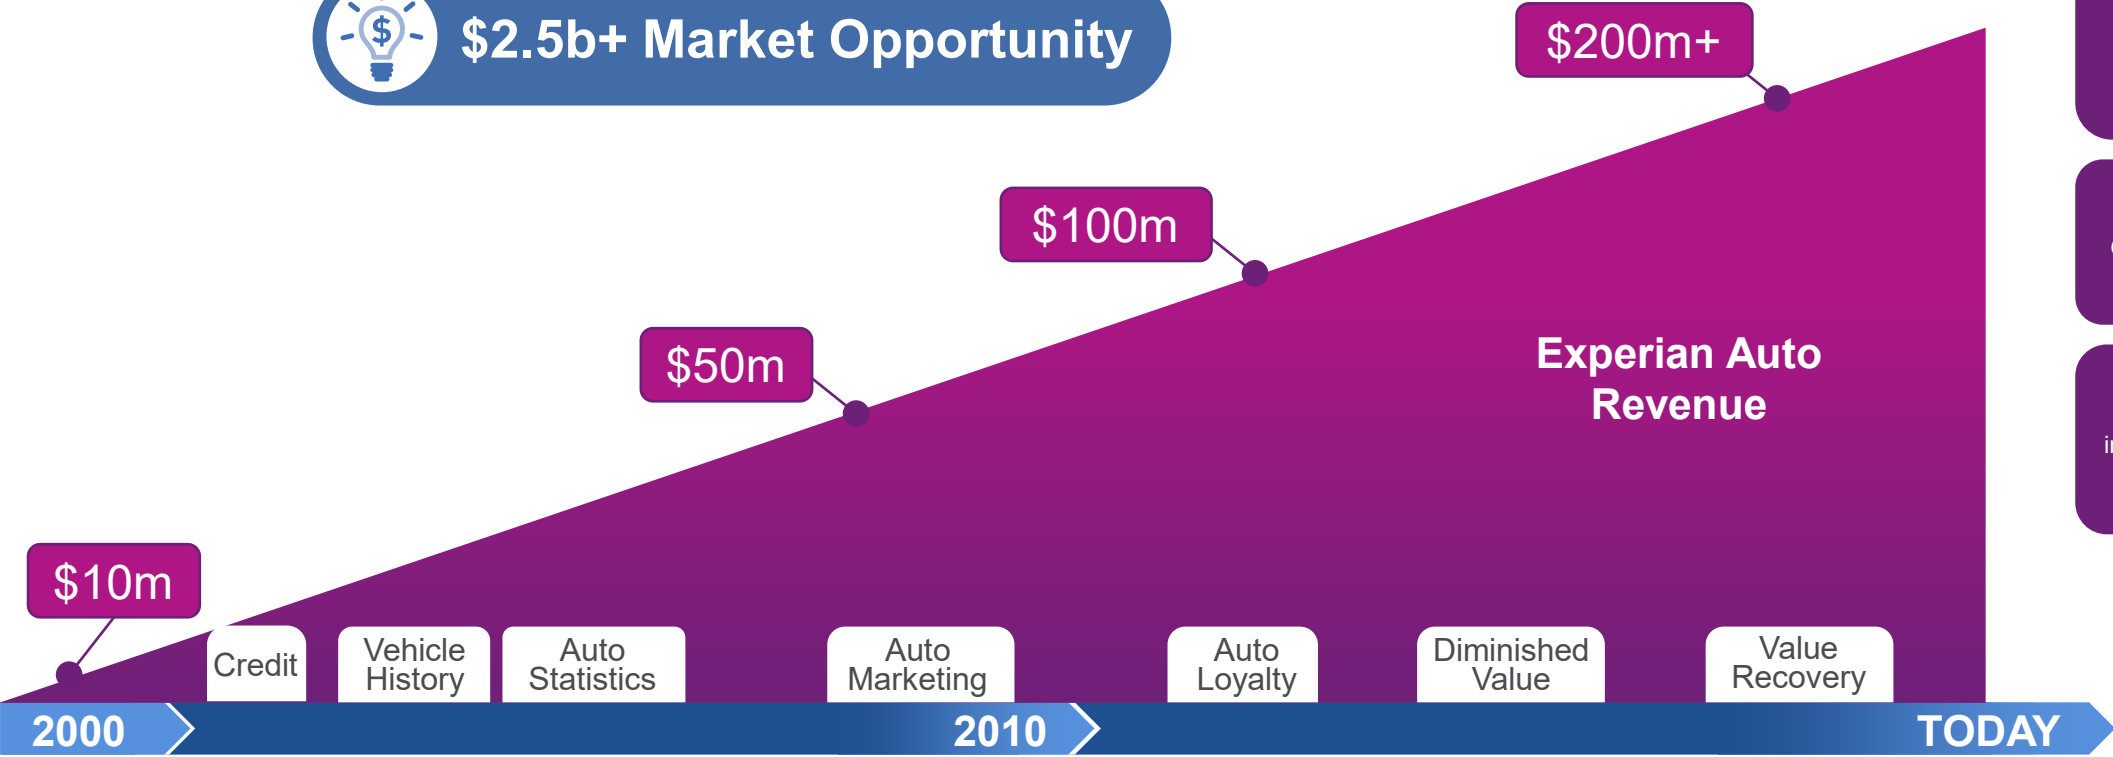 $
$2.5b+ Market Opportunity
$200m+
$100m
$50m
Experian Auto
Revenue
$10m
Credit
Vehicle
History
Auto
Statistics
Auto
Marketing
Auto
Loyalty
Diminished
Value
Value
Recovery
2000
2010
TODAY